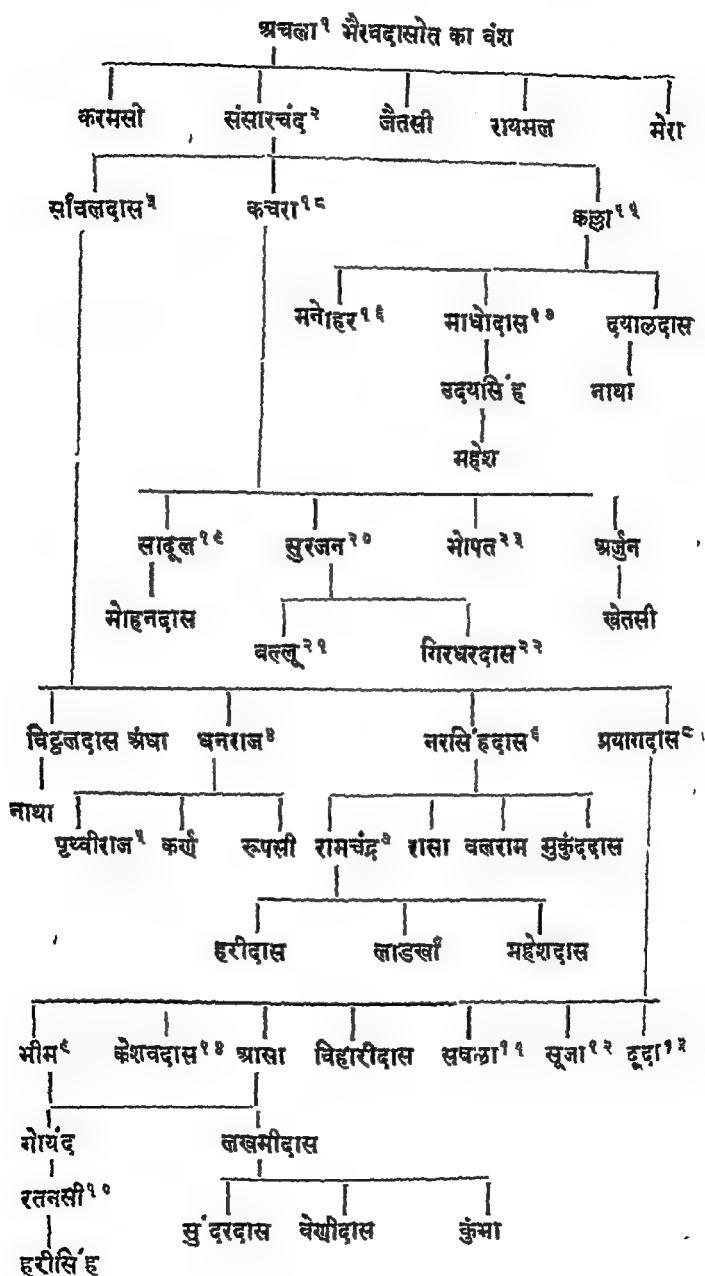 अचला¹ भैरवदासोत का वंश
करमसी संसारचंद² जैतसी रायमल मेरा
साँवलदास³ कचरा¹⁸ कल्ला¹⁵
मनोहर¹⁶ माधोदास¹⁷ दयालदास
उदयसिंह नाथा
महेश
सादूल¹⁹ सुरजन²⁰ भोपत²³ अर्जुन
मोहनदास खेतसी
वल्लू²¹ गिरधरदास²²
विट्ठलदास अंधा धनराज⁴ नरसिंहदास⁶ प्रयागदास⁸
नाथा
पृथ्वीराज⁵ कर्ण रूपसी रामचंद्र⁷ रासा वलराम मुकुंददास
हरीदास लाडखाँ महेशदास
भीम⁹ केशवदास¹⁴ आसा विहारीदास सवला¹¹ सूजा¹² दूदा¹³
गोयंद लखमीदास
रतनसी¹⁰
सुंदरदास वेणीदास कुंभा
हरीसिंह